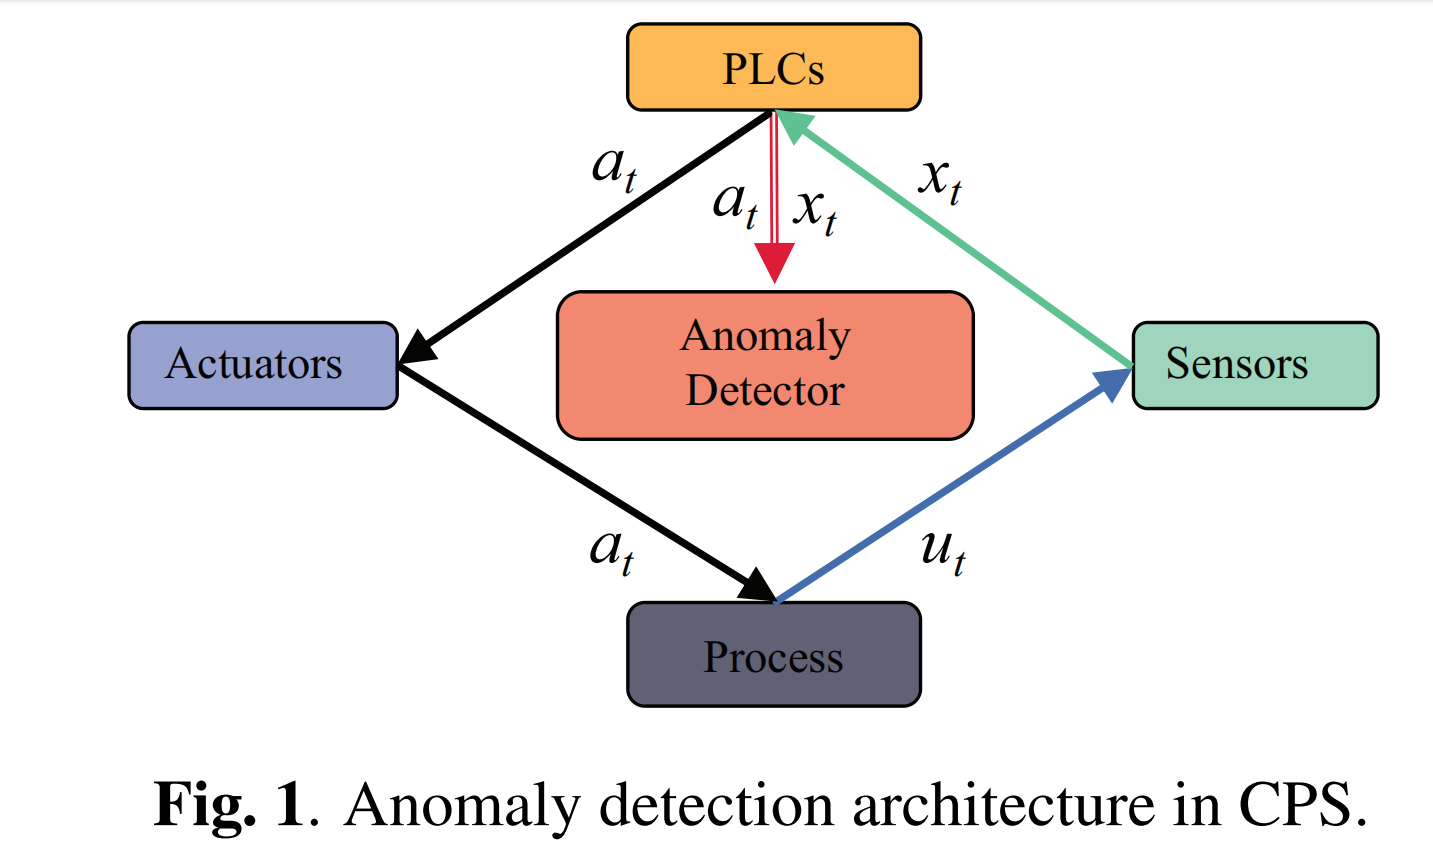 PLCs
a_t
a_t x_t
x_t
Actuators
Anomaly
Detector
Sensors
a_t
u_t
Process
Fig. 1. Anomaly detection architecture in CPS.